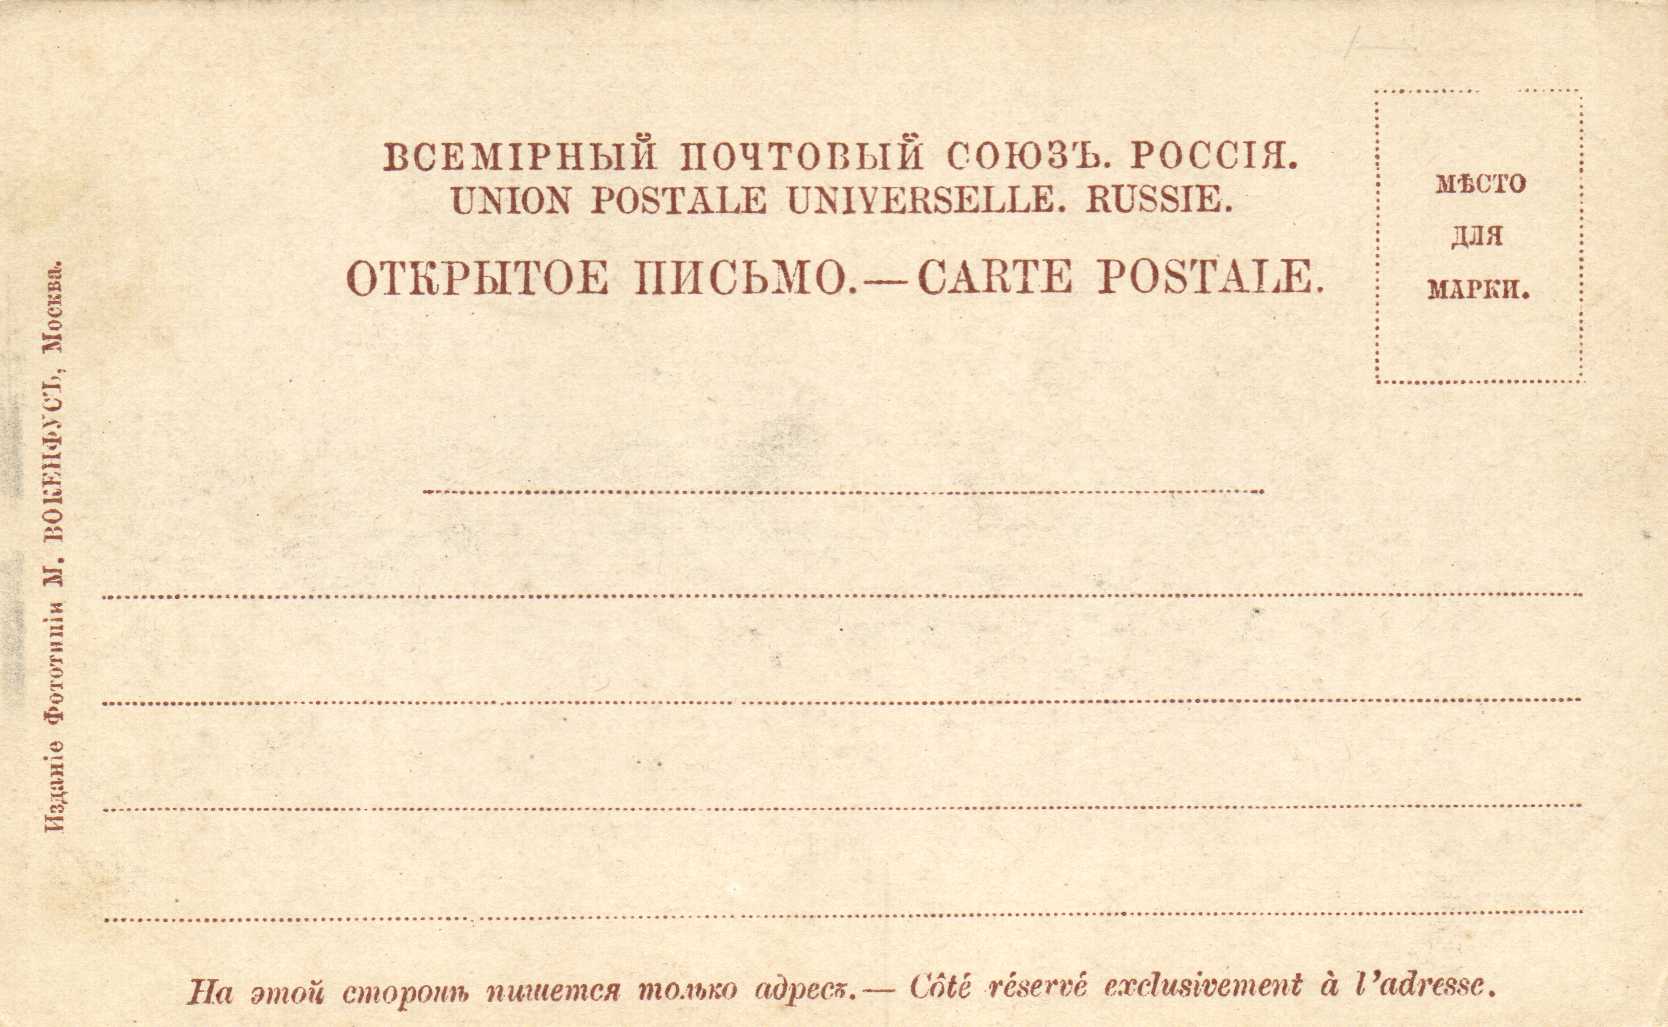 ВСЕМІРНЫЙ ПОЧТОВЫЙ СОЮЗЪ. РОССІЯ.
UNION POSTALE UNIVERSELLE. RUSSIE.
ОТКРЫТОЕ ПИСЬМО.—CARTE POSTALE.
МѢСТО
ДЛЯ
МАРКИ.
Изданіе Фототипіи М. ВОКЕНФУСЪ, Москва.
На этой сторонѣ пишется только адресъ.— Côté réservé exclusivement à l'adresse.